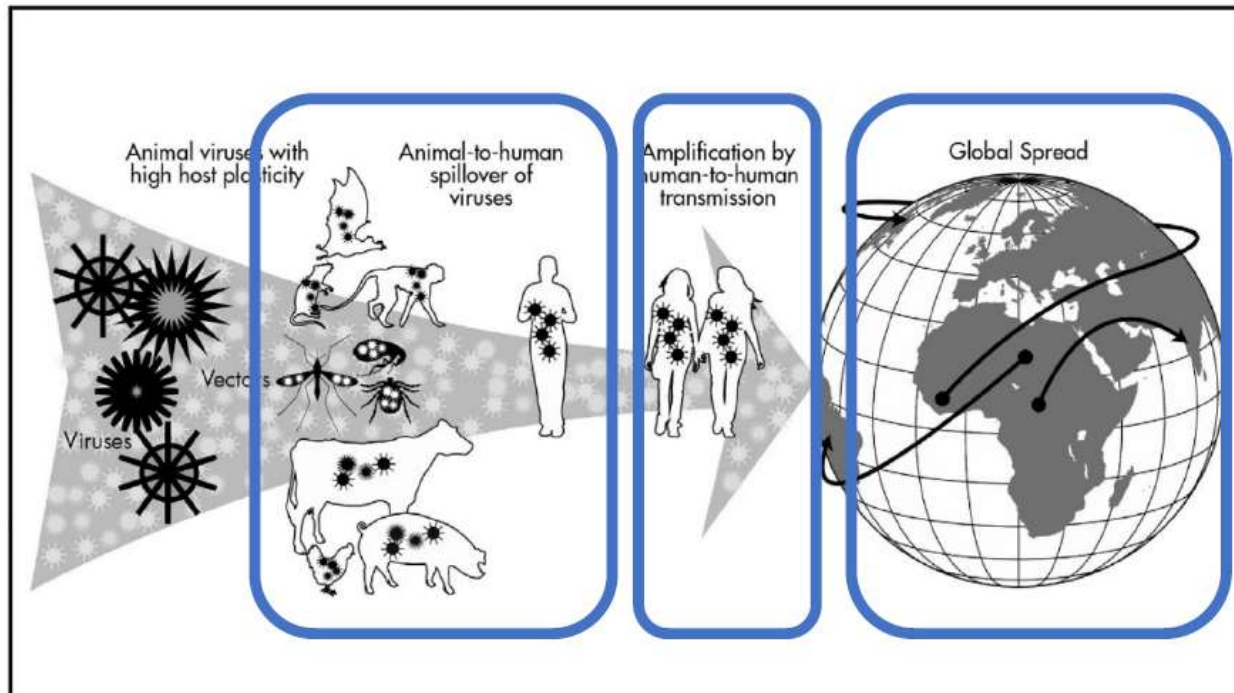 Animal viruses with
high host plasticity
Animal-to-human
spillover of
viruses
Amplification by
human-to-human
transmission
Global Spread
Vectors
Viruses